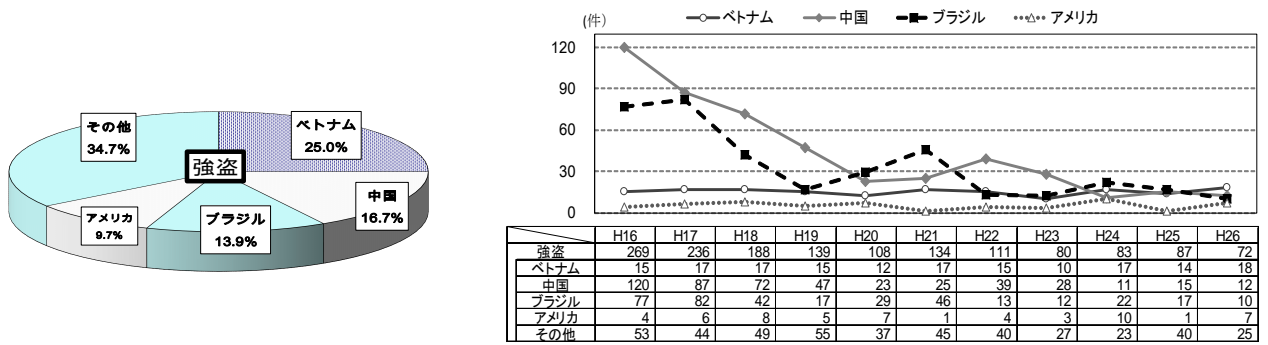 その他
34.7%
ベトナム
25.0%
強盗
中国
16.7%
アメリカ
9.7%
ブラジル
13.9%
(件) ベトナム 中国 ブラジル アメリカ
120
90
60
30
0
H16 H17 H18 H19 H20 H21 H22 H23 H24 H25 H26
強盗 269 236 188 139 108 134 111 80 83 87 72
ベトナム 15 17 17 15 12 17 15 10 17 14 18
中国 120 87 72 47 23 25 39 28 11 15 12
ブラジル 77 82 42 17 29 46 13 12 22 17 10
アメリカ 4 6 8 5 7 1 4 3 10 1 7
その他 53 44 49 55 37 45 40 27 23 40 25